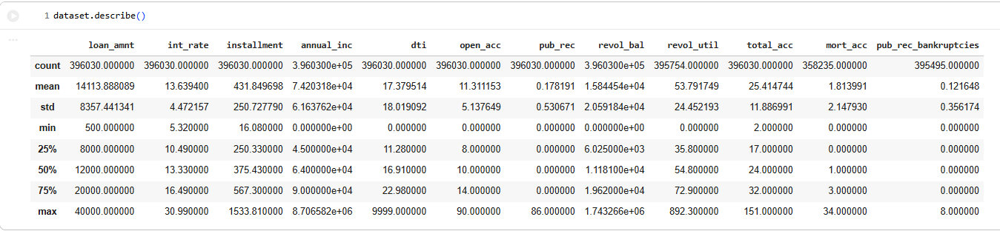 1 dataset.describe()
loan_amnt int_rate installment annual_inc dti open_acc pub_rec revol_bal revol_util total_acc mort_acc pub_rec_bankruptcies
count 396030.000000 396030.000000 396030.000000 3.960300e+05 396030.000000 396030.000000 396030.000000 3.960300e+05 395754.000000 396030.000000 358235.000000 395495.000000
mean 14113.888089 13.639400 431.849698 7.420318e+04 17.379514 11.311153 0.178191 1.584454e+04 53.791749 25.414744 1.813991 0.121648
std 8357.441341 4.472157 250.727790 6.163762e+04 18.019092 5.137649 0.530671 2.059184e+04 24.452193 11.886991 2.147930 0.356174
min 500.000000 5.320000 16.080000 0.000000e+00 0.000000 0.000000 0.000000 0.000000e+00 0.000000 2.000000 0.000000 0.000000
25% 8000.000000 10.490000 250.330000 4.500000e+04 11.280000 8.000000 0.000000 6.025000e+03 35.800000 17.000000 0.000000 0.000000
50% 12000.000000 13.330000 375.430000 6.400000e+04 16.910000 10.000000 0.000000 1.118100e+04 54.800000 24.000000 1.000000 0.000000
75% 20000.000000 16.490000 567.300000 9.000000e+04 22.980000 14.000000 0.000000 1.962000e+04 72.900000 32.000000 3.000000 0.000000
max 40000.000000 30.990000 1533.810000 8.706582e+06 9999.000000 90.000000 86.000000 1.743266e+06 892.300000 151.000000 34.000000 8.000000